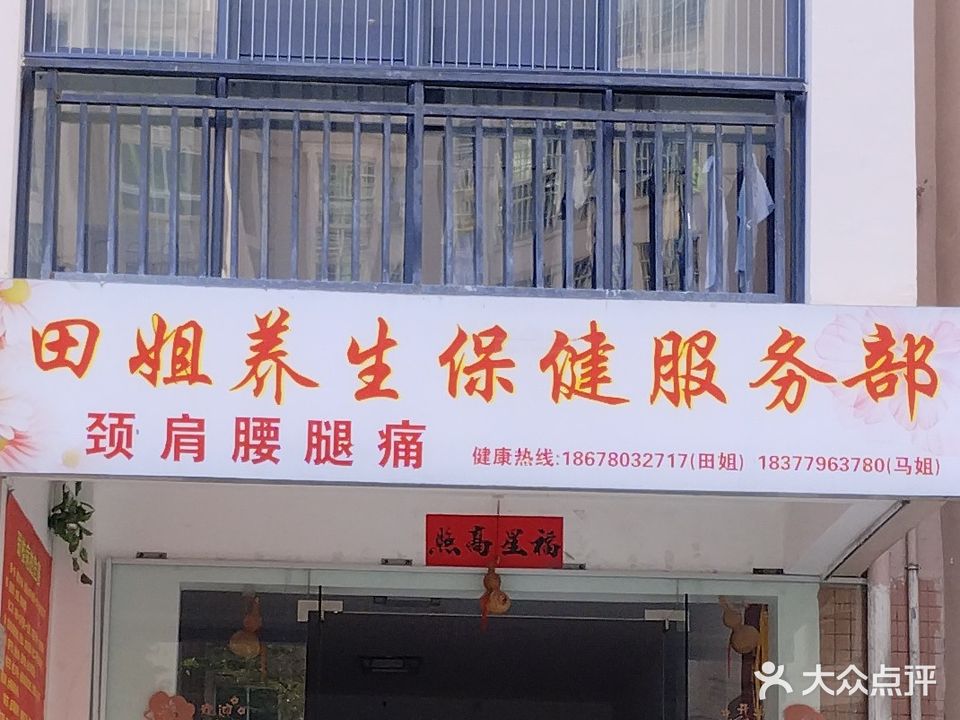 田姐养生保健服务部
颈肩腰腿痛
健康热线:18678032717(田姐) 18377963780(马姐)
照高星福
大众点评